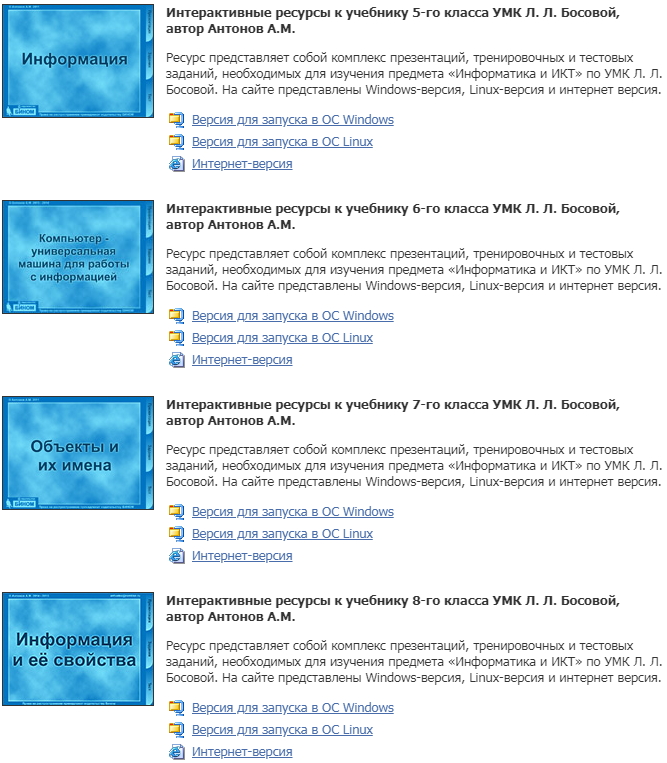 Информация
БИНОМ
Интерактивные ресурсы к учебнику 5-го класса УМК Л. Л. Босовой,
автор Антонов А.М.
Ресурс представляет собой комплекс презентаций, тренировочных и тестовых
заданий, необходимых для изучения предмета «Информатика и ИКТ» по УМК Л. Л.
Босовой. На сайте представлены Windows-версия, Linux-версия и интернет версия.
Версия для запуска в ОС Windows
Версия для запуска в ОС Linux
Интернет-версия
Компьютер -
универсальная
машина для работы
с информацией
Интерактивные ресурсы к учебнику 6-го класса УМК Л. Л. Босовой,
автор Антонов А.М.
Ресурс представляет собой комплекс презентаций, тренировочных и тестовых
заданий, необходимых для изучения предмета «Информатика и ИКТ» по УМК Л. Л.
Босовой. На сайте представлены Windows-версия, Linux-версия и интернет версия.
Версия для запуска в ОС Windows
Версия для запуска в ОС Linux
Интернет-версия
Объекты и
их имена
БИНОМ
Интерактивные ресурсы к учебнику 7-го класса УМК Л. Л. Босовой,
автор Антонов А.М.
Ресурс представляет собой комплекс презентаций, тренировочных и тестовых
заданий, необходимых для изучения предмета «Информатика и ИКТ» по УМК Л. Л.
Босовой. На сайте представлены Windows-версия, Linux-версия и интернет версия.
Версия для запуска в ОС Windows
Версия для запуска в ОС Linux
Интернет-версия
Информация
и её свойства
Интерактивные ресурсы к учебнику 8-го класса УМК Л. Л. Босовой,
автор Антонов А.М.
Ресурс представляет собой комплекс презентаций, тренировочных и тестовых
заданий, необходимых для изучения предмета «Информатика и ИКТ» по УМК Л. Л.
Босовой. На сайте представлены Windows-версия, Linux-версия и интернет версия.
Версия для запуска в ОС Windows
Версия для запуска в ОС Linux
Интернет-версия